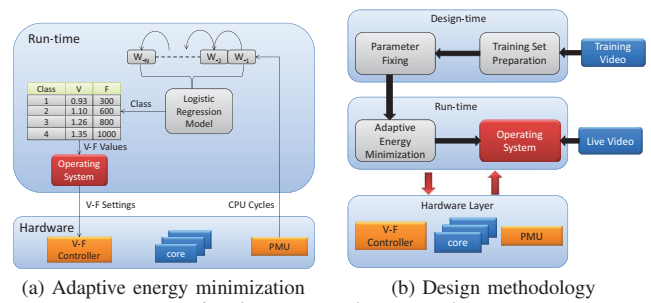 Run-time
W-N
W-2
W-1
Class V F
1 0.93 300
2 1.10 600
3 1.26 800
4 1.35 1000
Class
Logistic
Regression
Model
V-F Values
Operating
System
V-F Settings
CPU Cycles
Hardware
V-F
Controller
core
PMU
(a) Adaptive energy minimization
Design-time
Parameter
Fixing
Training Set
Preparation
Training
Video
Run-time
Adaptive
Energy
Minimization
Operating
System
Live Video
Hardware Layer
V-F
Controller
core
PMU
(b) Design methodology